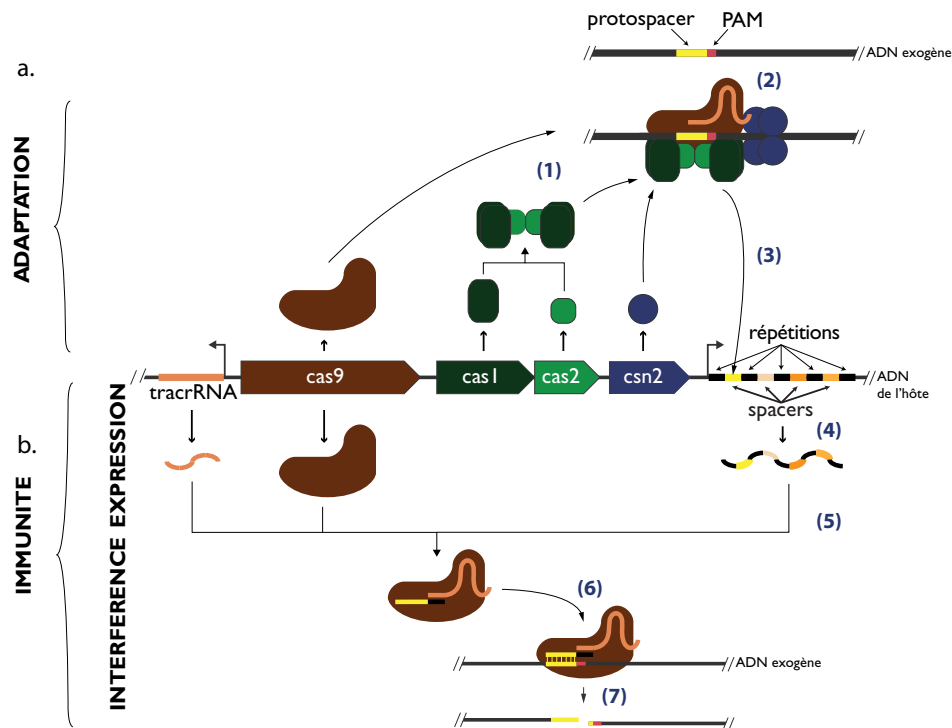 protospacer PAM
// // ADN exogène
a.
(2)
ADAPTATION
// //
(1)
(3)
répétitions
// tracrRNA cas9 cas1 cas2 csn2 // ADN
de l'hôte
spacers
b.
(4)
IMMUNITE
INTERFERENCE EXPRESSION
(5)
(6)
// // ADN exogène
(7)
// //